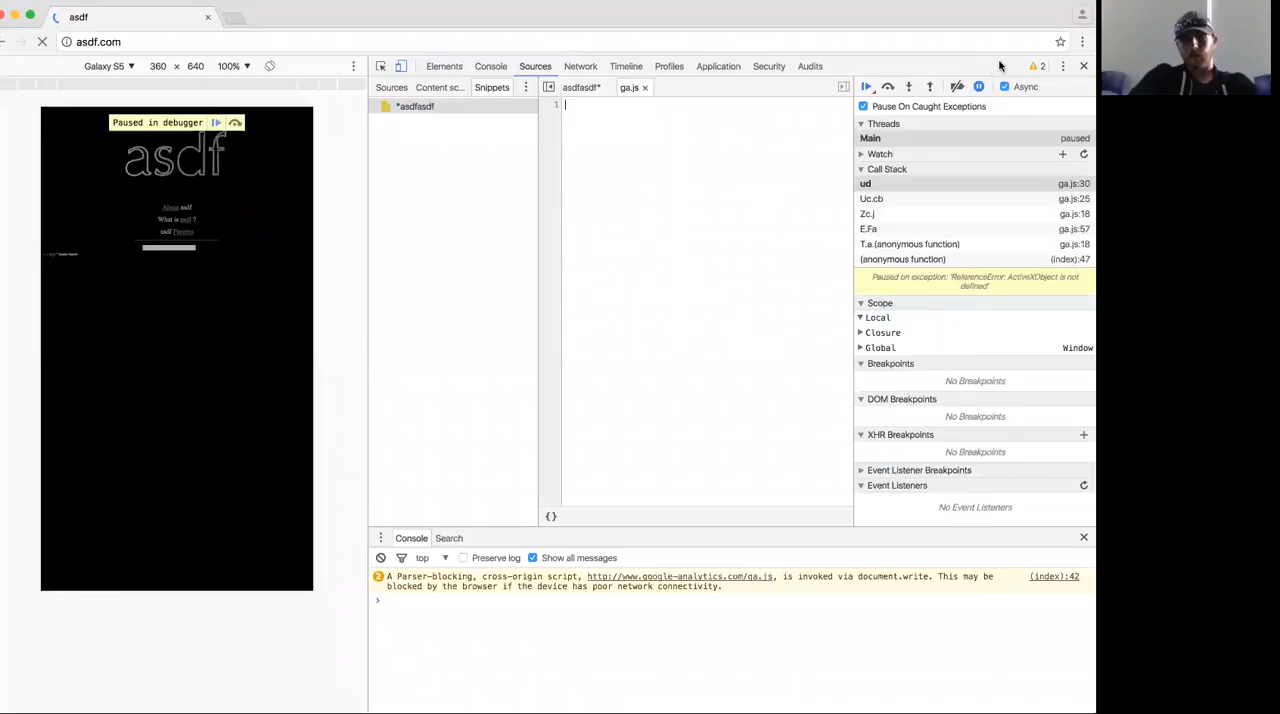 asdf
asdf.com
Galaxy S5 ▼ 360 × 640 100% ▼
Elements Console Sources Network Timeline Profiles Application Security Audits 2
Sources Content sc... Snippets asdfasdf* ga.js × Async
*asdfasdf
1
Pause On Caught Exceptions
Paused in debugger
asdf
About asdf
What is asdf ?
asdf Forums
Threads
Main paused
Watch
Call Stack
ud ga.js:30
Uc.cb ga.js:25
Zc.j ga.js:18
E.Fa ga.js:57
T.a.(anonymous function) ga.js:18
(anonymous function) (index):47
Paused on exception: "ReferenceError: ActiveXObject is not
defined"
Scope
Local
Closure
Global Window
Breakpoints
No Breakpoints
DOM Breakpoints
No Breakpoints
XHR Breakpoints
No Breakpoints
Event Listener Breakpoints
Event Listeners
No Event Listeners
{}
Console Search
top ▼ Preserve log Show all messages
2 A Parser-blocking, cross-origin script, http://www.google-analytics.com/ga.js, is invoked via document.write. This may be (index):42
blocked by the browser if the device has poor network connectivity.
>